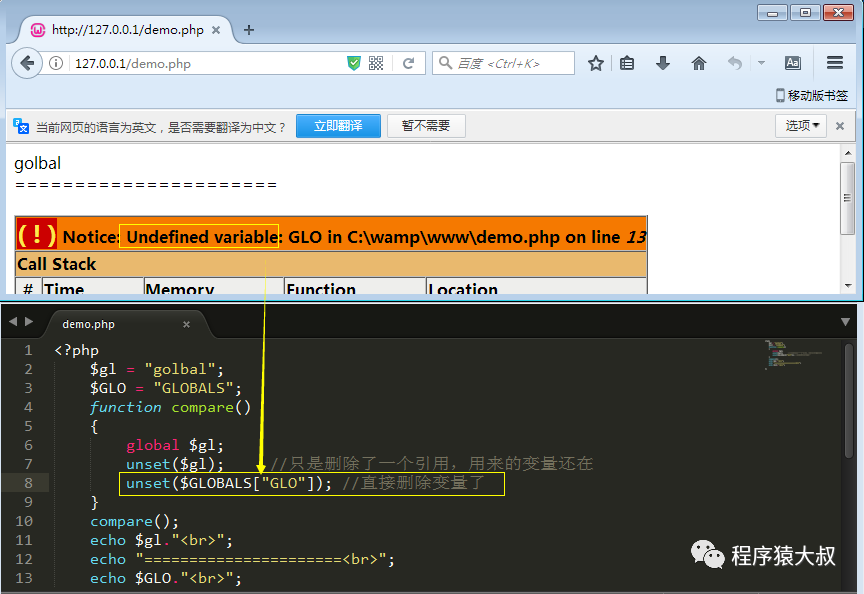 http://127.0.0.1/demo.php × +
127.0.0.1/demo.php
百度 <Ctrl+K>
移动版书签
当前网页的语言为英文，是否需要翻译为中文？ 立即翻译 暂不需要 选项▾ ×
golbal
======================
(!) Notice: Undefined variable: GLO in C:\wamp\www\demo.php on line 13
Call Stack
# Time Memory Function Location
demo.php ×
1 <?php
2 $gl = "golbal";
3 $GLO = "GLOBALS";
4 function compare()
5 {
6 global $gl;
7 unset($gl); //只是删除了一个引用，用来的变量还在
8 unset($GLOBALS["GLO"]); //直接删除变量了
9 }
10 compare();
11 echo $gl."<br>";
12 echo "======================<br>";
13 echo $GLO."<br>";
程序猿大叔